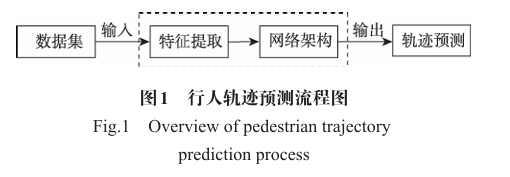 数据集 输入 特征提取 网络架构 输出 轨迹预测
图1 行人轨迹预测流程图
Fig.1 Overview of pedestrian trajectory
prediction process